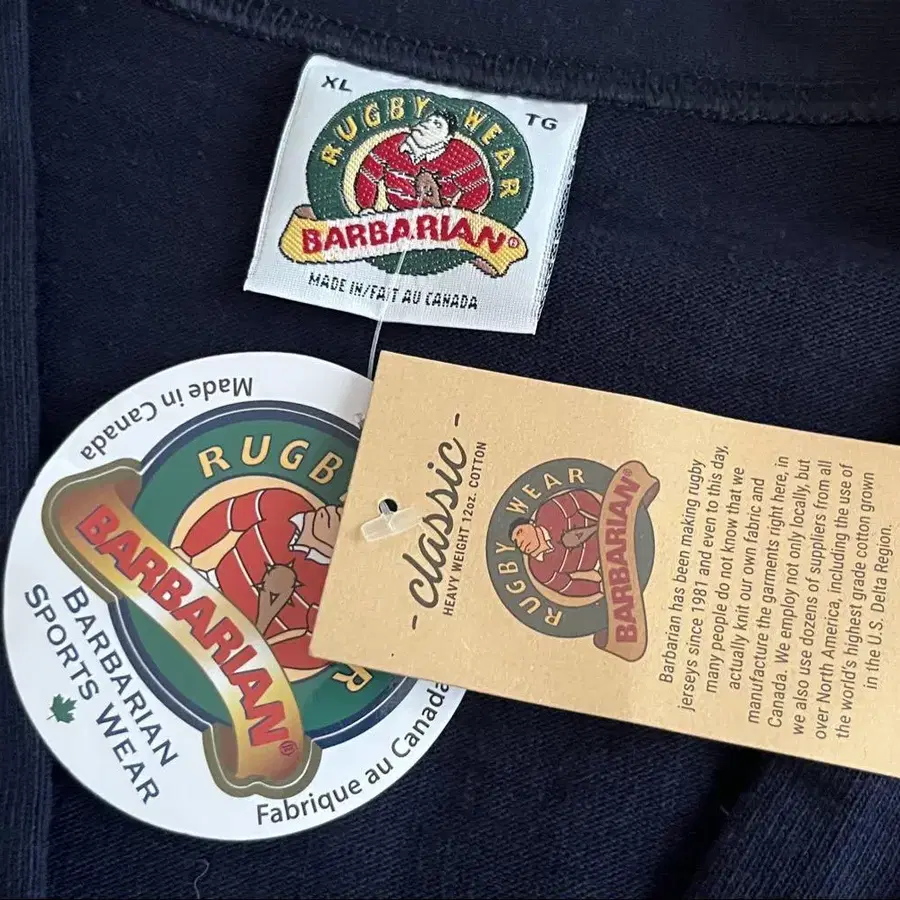 XL
TG
RUGBY WEAR
BARBARIAN®
MADE IN/FAIT AU CANADA
Made in Canada
RUGB
R
BARBARIAN®
BARBARIAN
SPORTS WEAR
Fabrique au Canada
- classic -
HEAVY WEIGHT 12oz. COTTON
RUGBY WEAR
BARBARIAN®
Barbarian has been making rugby
jerseys since 1981 and even to this day,
many people do not know that we
actually knit our own fabric and
manufacture the garments right here, in
Canada. We employ not only locally, but
we also use dozens of suppliers from all
over North America, including the use of
the world's highest grade cotton grown
in the U.S. Delta Region.